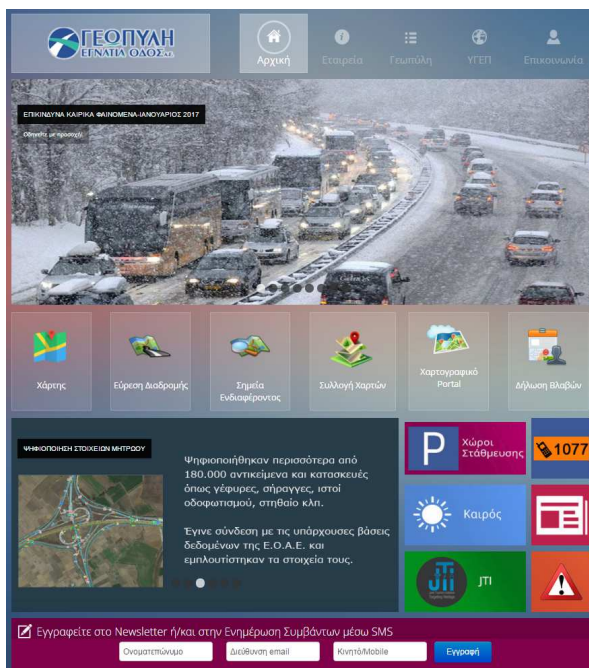 ΓΕΟΠΥΛΗ
ΕΓΝΑΤΙΑ ΟΔΟΣ α.ε.
Αρχική
Εταιρεία
Γεωπύλη
ΥΓΕΠ
Επικοινωνία
ΕΠΙΚΙΝΔΥΝΑ ΚΑΙΡΙΚΑ ΦΑΙΝΟΜΕΝΑ-ΙΑΝΟΥΑΡΙΟΣ 2017
Οδηγείτε με προσοχή!
Χάρτης
Εύρεση Διαδρομής
Σημεία
Ενδιαφέροντος
Συλλογή Χαρτών
Χαρτογραφικό
Portal
Δήλωση Βλαβών
ΨΗΦΙΟΠΟΙΗΣΗ ΣΤΟΙΧΕΙΩΝ ΜΗΤΡΩΟΥ
Ψηφιοποιήθηκαν περισσότερα από
180.000 αντικείμενα και κατασκευές
όπως γέφυρες, σήραγγες, ιστοί
οδοφωτισμού, στηθαίο κλπ.
Έγινε σύνδεση με τις υπάρχουσες βάσεις
δεδομένων της Ε.Ο.Α.Ε. και
εμπλουτίστηκαν τα στοιχεία τους.
P
Χώροι
Στάθμευσης
1077
Καιρός
JTI
JTI
Εγγραφείτε στο Newsletter ή/και στην Ενημέρωση Συμβάντων μέσω SMS
Ονοματεπώνυμο
Διεύθυνση email
Κινητό/Mobile
Εγγραφή